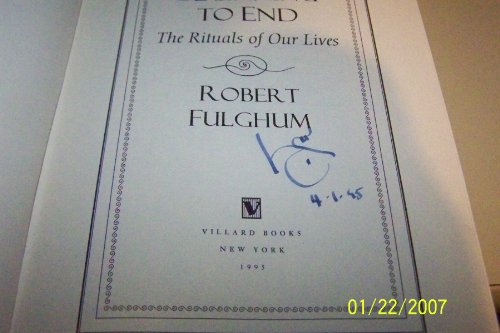 TO END
The Rituals of Our Lives
ROBERT
FULGHUM
4-1-95
V
VILLARD BOOKS
NEW YORK
1995
01/22/2007